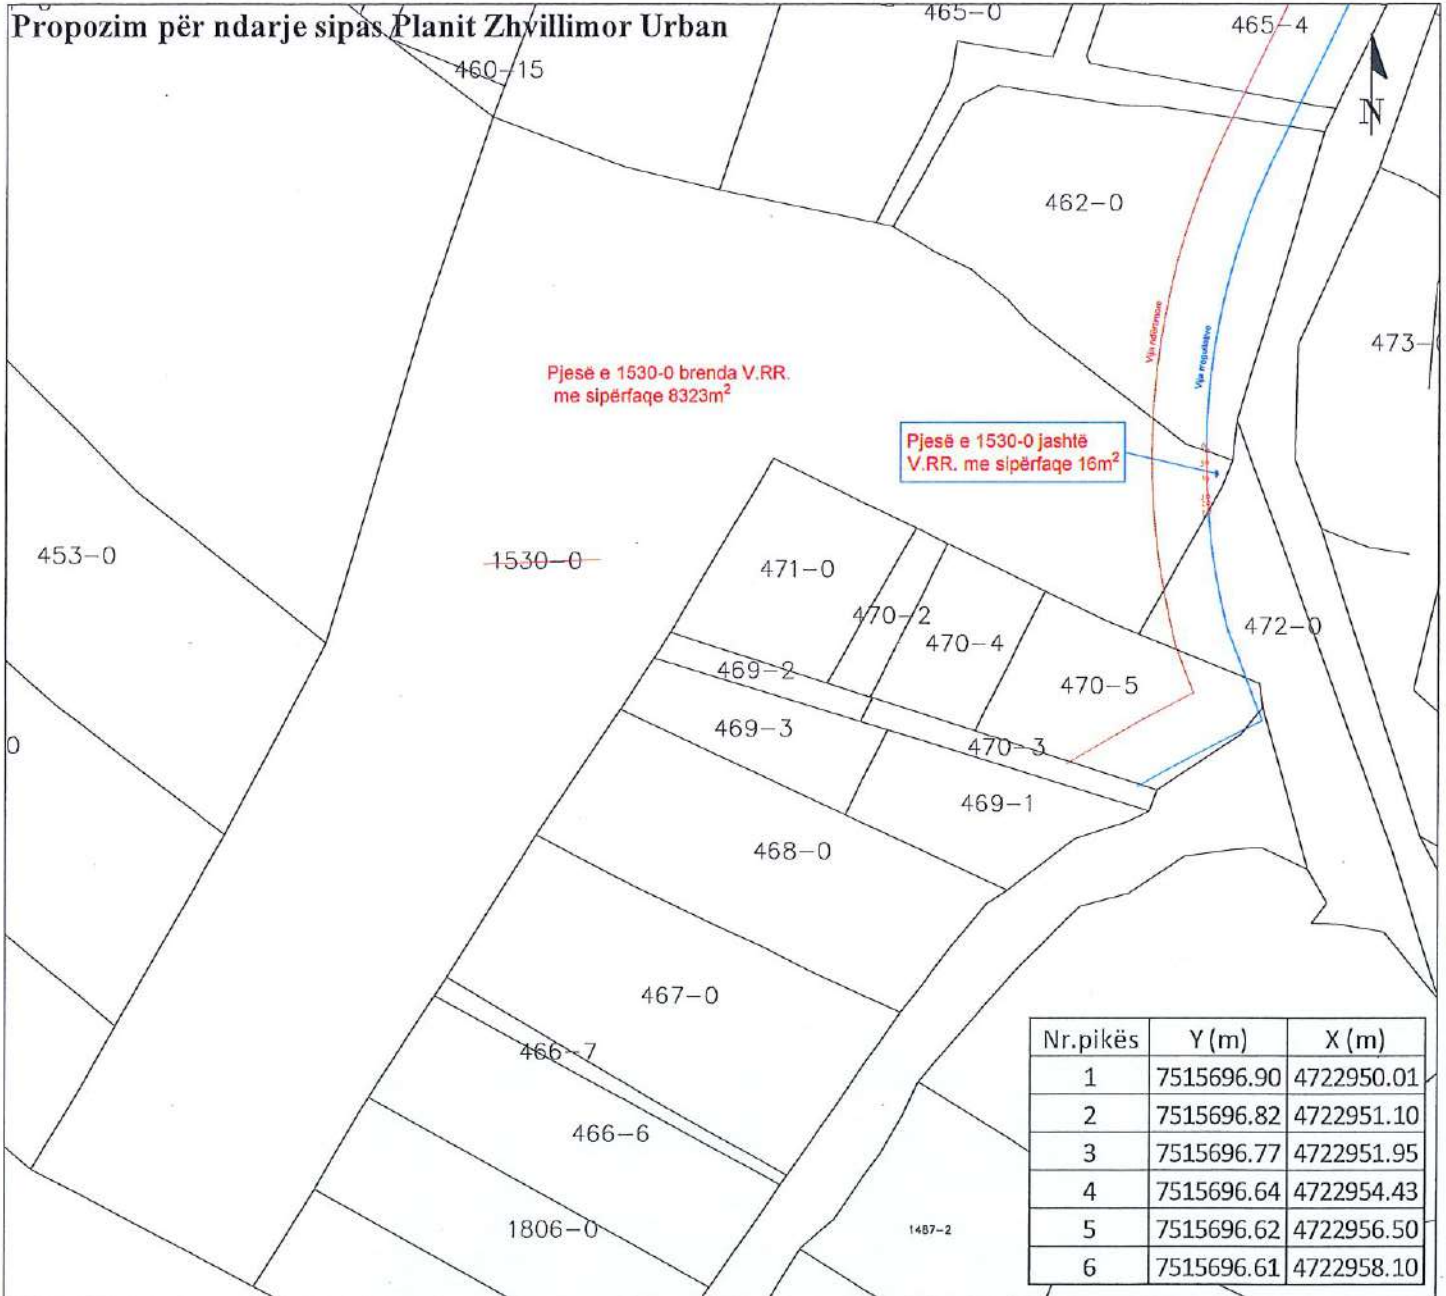 Propozim për ndarje sipas Planit Zhvillimor Urban
465-0
465-4
460-15
N
462-0
Vija ndërtimore
Vija rregulluese
473-
Pjesë e 1530-0 brenda V.RR.
me sipërfaqe 8323m²
Pjesë e 1530-0 jashtë
V.RR. me sipërfaqe 16m²
453-0
1530-0
471-0
470-2
470-4
472-0
469-2
470-5
469-3
470-3
0
469-1
468-0
467-0
466-7
466-6
1806-0
1487-2
Nr.pikës Y (m) X (m)
1 7515696.90 4722950.01
2 7515696.82 4722951.10
3 7515696.77 4722951.95
4 7515696.64 4722954.43
5 7515696.62 4722956.50
6 7515696.61 4722958.10